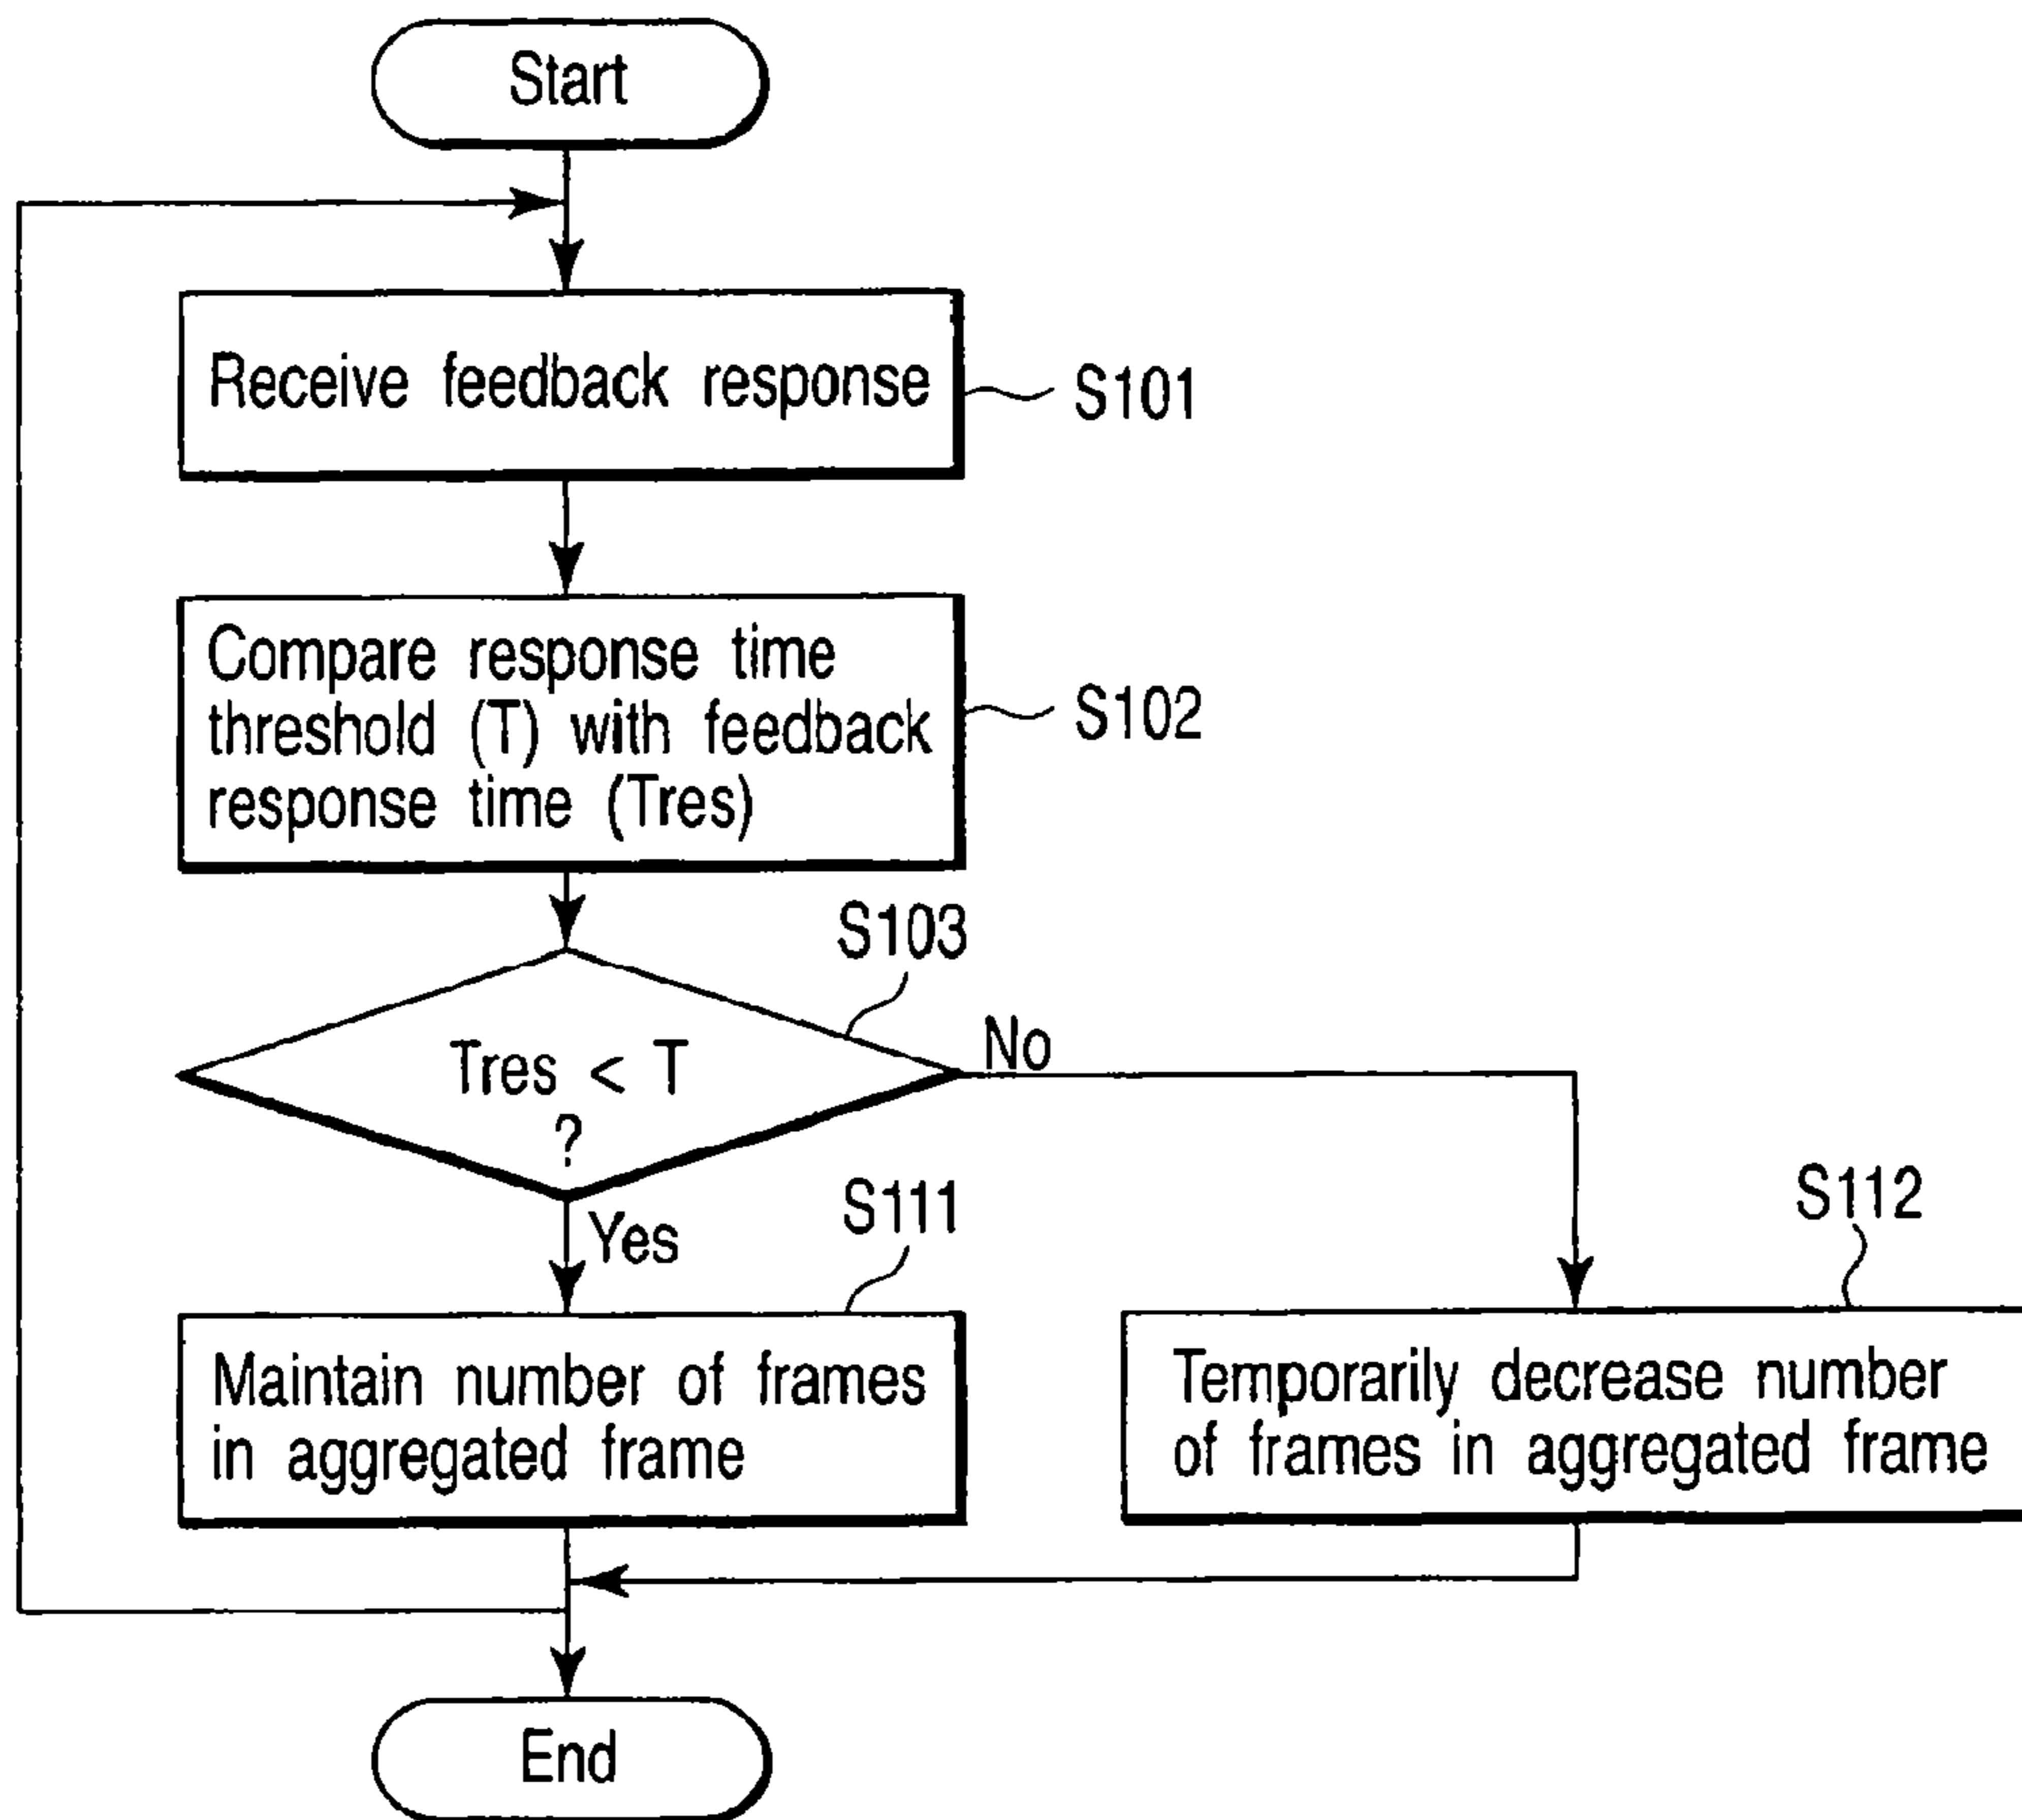 Start
Receive feedback response
S101
Compare response time
threshold (T) with feedback
response time (Tres)
S102
S103
Tres < T
?
No
Yes
S111
Maintain number of frames
in aggregated frame
S112
Temporarily decrease number
of frames in aggregated frame
End